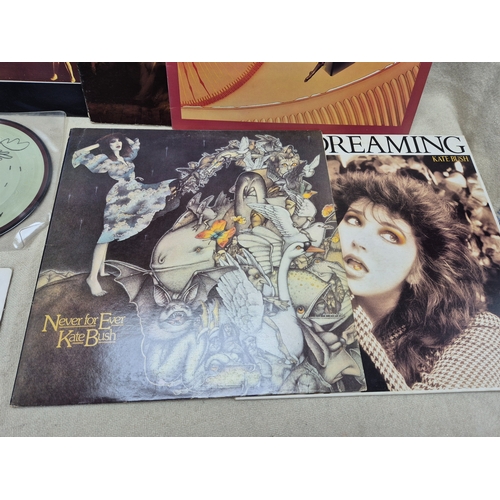 DREAMING
KATE BUSH
Never for Ever
Kate Bush